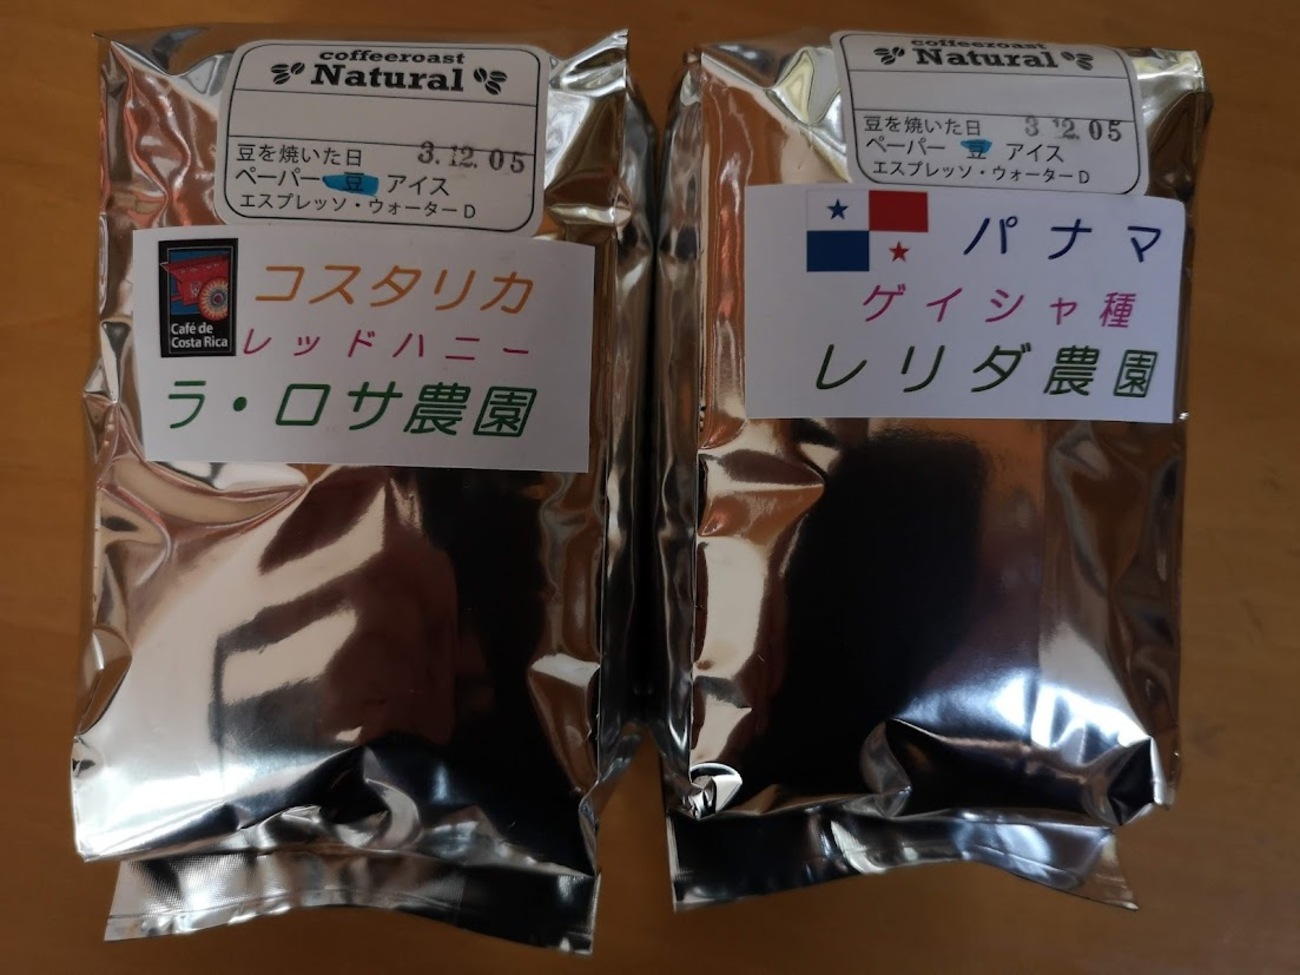 coffeeroast
Natural
豆を焼いた日 3.12.05
ペーパー 豆 アイス
エスプレッソ・ウォーターD
Café de
Costa Rica
コスタリカ
レッドハニー
ラ・ロサ農園
coffeeroast
Natural
豆を焼いた日 3.12.05
ペーパー 豆 アイス
エスプレッソ・ウォーターD
パナマ
ゲイシャ種
レリダ農園